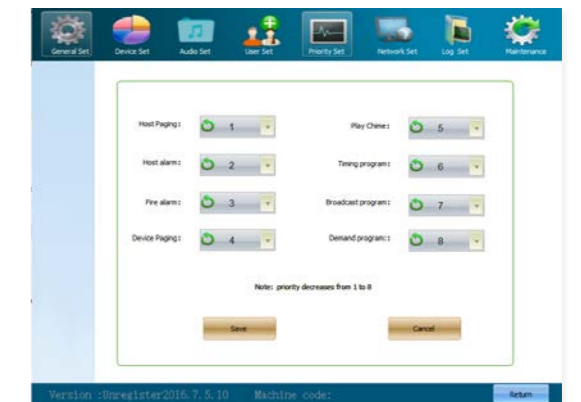 General Set Device Set Audio Set User Set Priority Set Network Set Log Set Maintenance
Host Paging: 1 Play Chime: 5
Host alarm: 2 Timing program: 6
Fire alarm: 3 Broadcast program: 7
Device Paging: 4 Demand program:: 8
Note: priority decreases from 1 to 8
Save Cancel
Version :Unregister2016.7.5.10 Machine code: Return